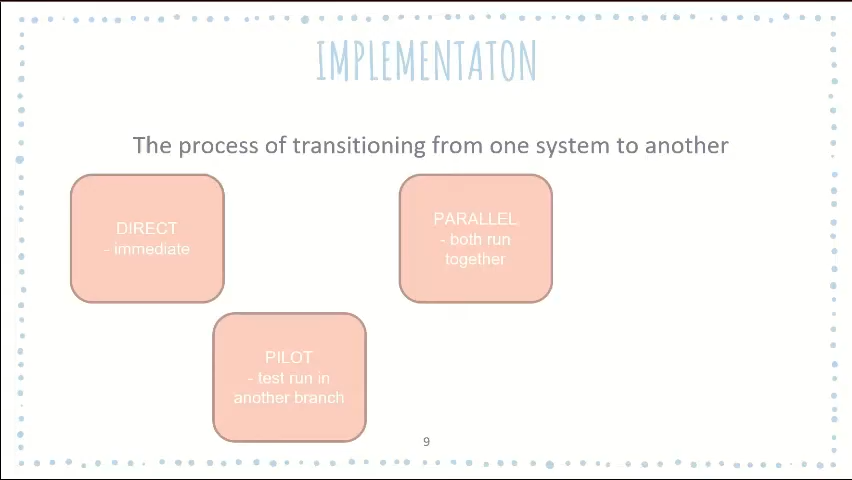 IMPLEMENTATON
The process of transitioning from one system to another
DIRECT
- immediate
PARALLEL
- both run
together
PILOT
- test run in
another branch
9